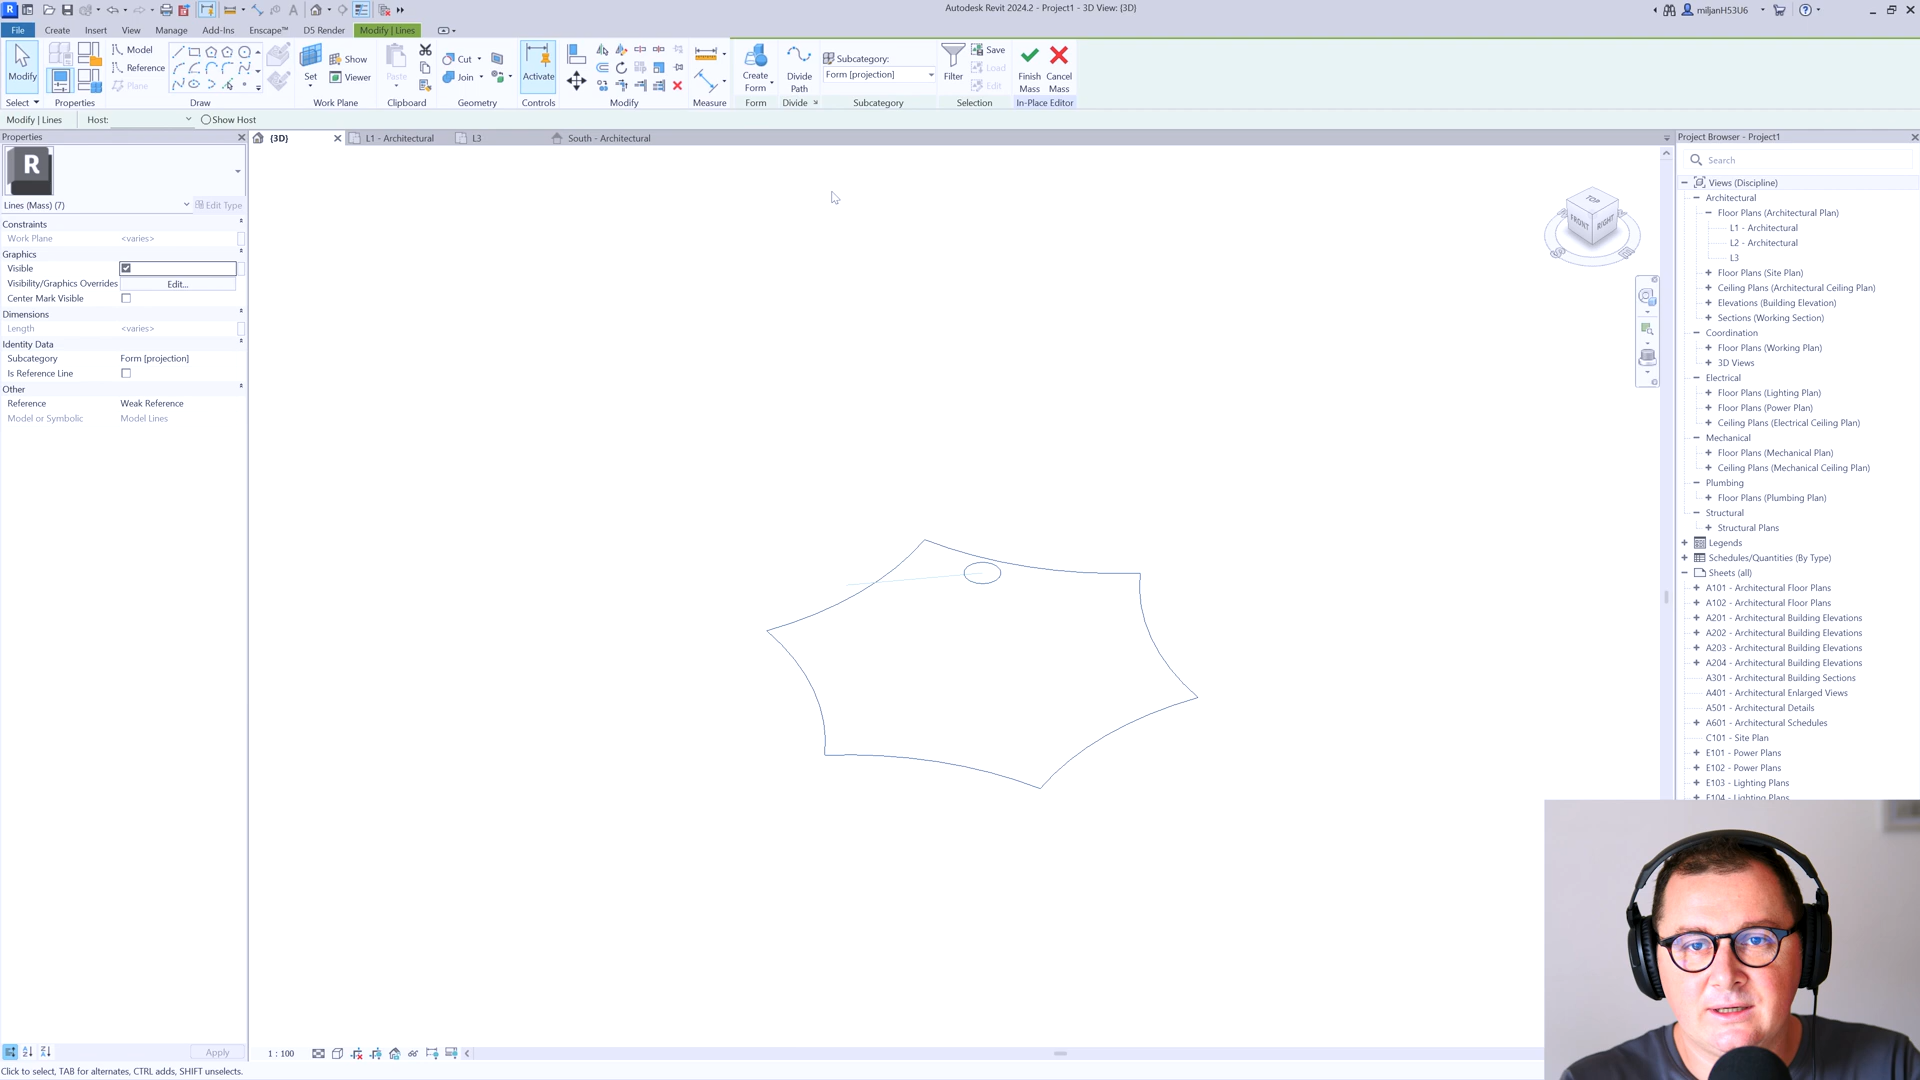 Autodesk Revit 2024.2 - Project1 - 3D View: {3D}
miljanH53U6
File
Create
Insert
View
Manage
Add-Ins
Enscape™
D5 Render
Modify | Lines
Modify
Select
Properties
Model
Reference
Plane
Draw
Set
Show
Viewer
Work Plane
Paste
Clipboard
Cut
Join
Geometry
Activate
Controls
Modify
Measure
Create Form
Form
Divide Path
Divide
Subcategory:
Form [projection]
Subcategory
Filter
Save
Load
Edit
Selection
Finish Mass
Cancel Mass
In-Place Editor
Modify | Lines
Host:
Show Host
Properties
{3D}
L1 - Architectural
L3
South - Architectural
Project Browser - Project1
R
Lines (Mass) (7)
Edit Type
Constraints
Work Plane <varies>
Graphics
Visible
Visibility/Graphics Overrides Edit...
Center Mark Visible
Dimensions
Length <varies>
Identity Data
Subcategory Form [projection]
Is Reference Line
Other
Reference Weak Reference
Model or Symbolic Model Lines
Apply
TOP
FRONT
RIGHT
Search
Views (Discipline)
Architectural
Floor Plans (Architectural Plan)
L1 - Architectural
L2 - Architectural
L3
Floor Plans (Site Plan)
Ceiling Plans (Architectural Ceiling Plan)
Elevations (Building Elevation)
Sections (Working Section)
Coordination
Floor Plans (Working Plan)
3D Views
Electrical
Floor Plans (Lighting Plan)
Floor Plans (Power Plan)
Ceiling Plans (Electrical Ceiling Plan)
Mechanical
Floor Plans (Mechanical Plan)
Ceiling Plans (Mechanical Ceiling Plan)
Plumbing
Floor Plans (Plumbing Plan)
Structural
Structural Plans
Legends
Schedules/Quantities (By Type)
Sheets (all)
A101 - Architectural Floor Plans
A102 - Architectural Floor Plans
A201 - Architectural Building Elevations
A202 - Architectural Building Elevations
A203 - Architectural Building Elevations
A204 - Architectural Building Elevations
A301 - Architectural Building Sections
A401 - Architectural Enlarged Views
A501 - Architectural Details
A601 - Architectural Schedules
C101 - Site Plan
E101 - Power Plans
E102 - Power Plans
E103 - Lighting Plans
E104 - Lighting Plans
1 : 100
Click to select, TAB for alternates, CTRL adds, SHIFT unselects.